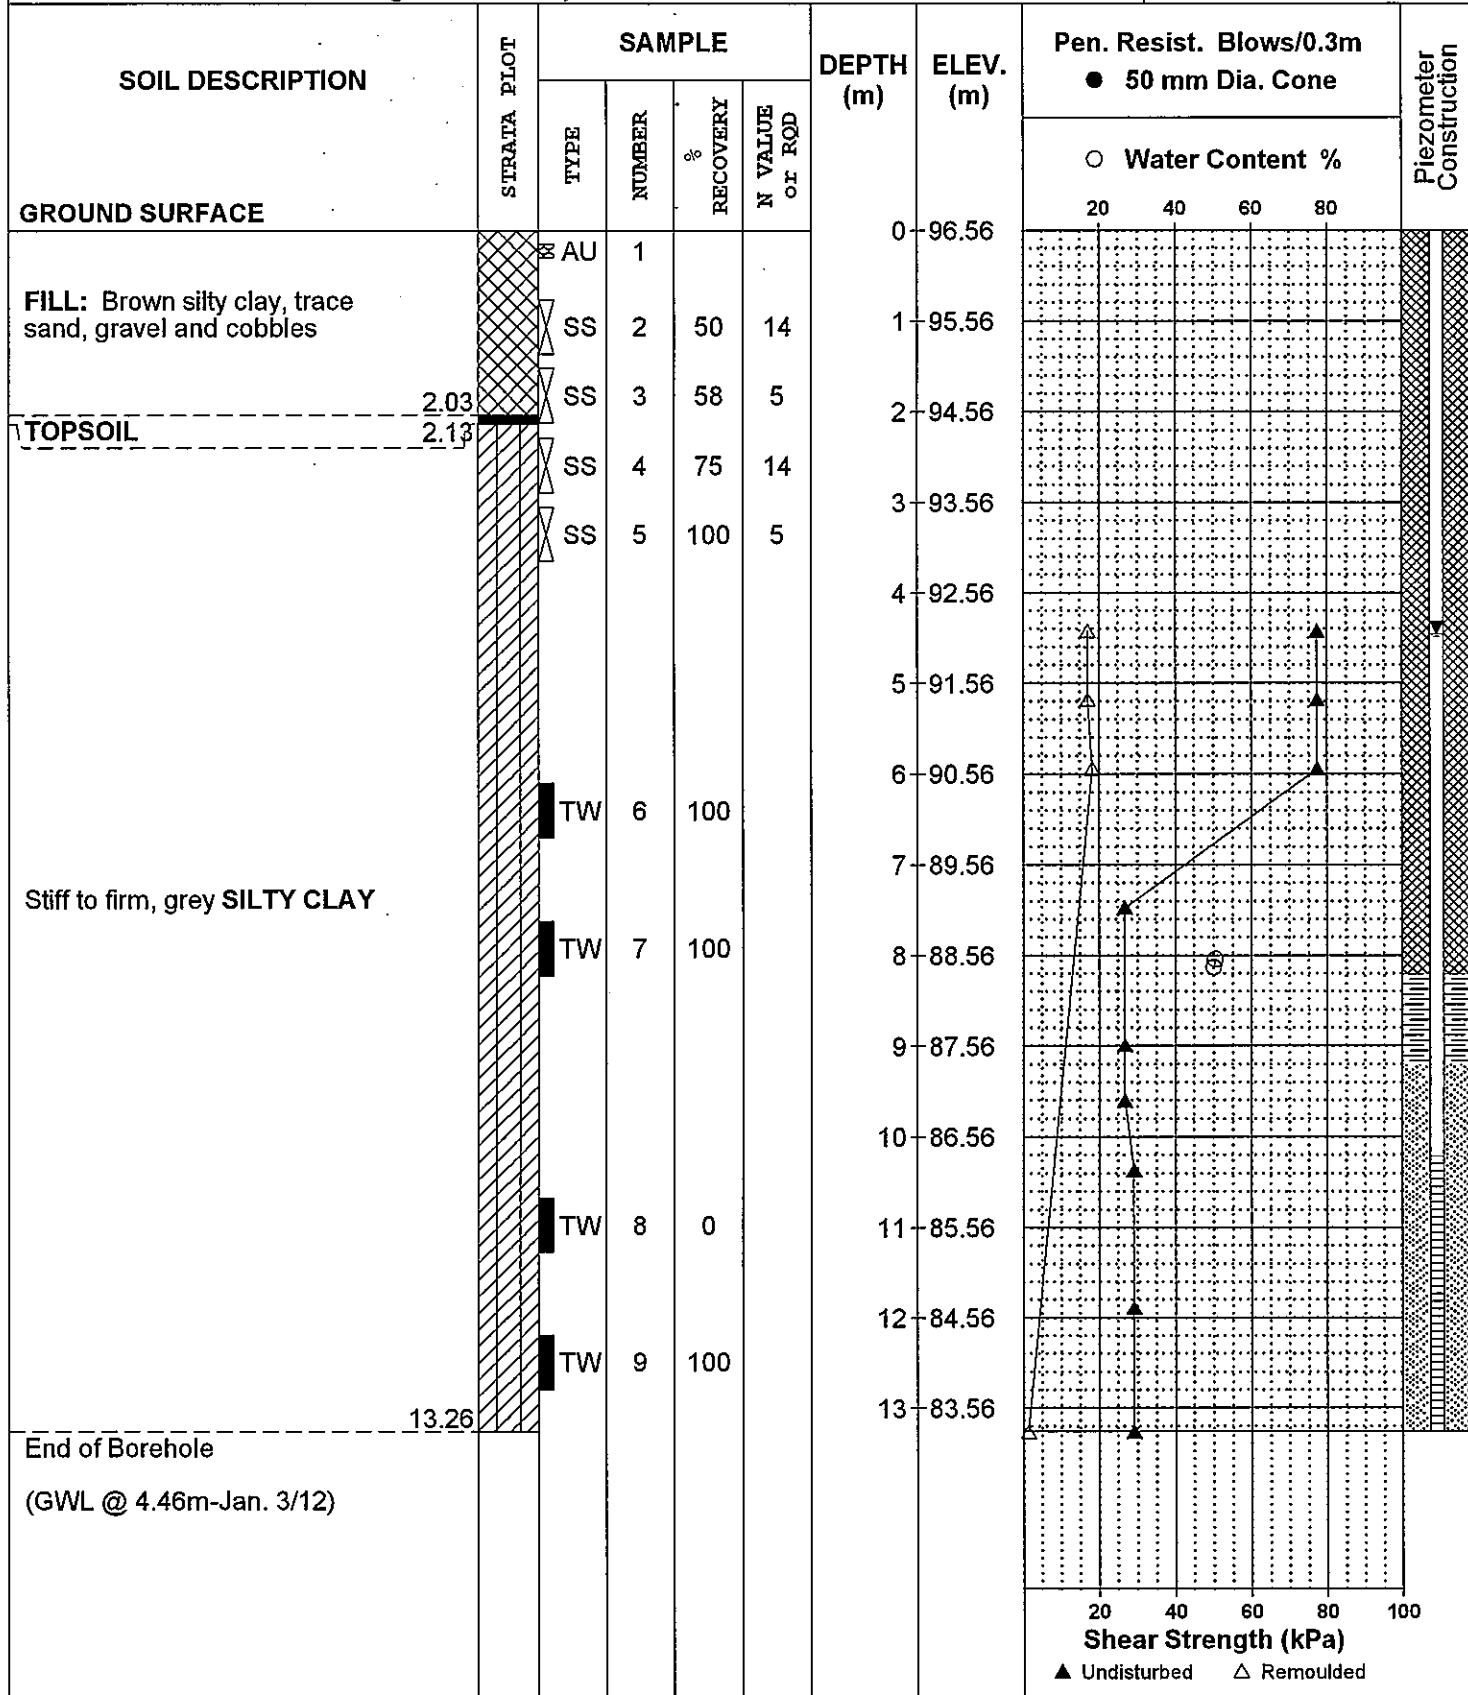 SOIL DESCRIPTION
GROUND SURFACE
STRATA PLOT
SAMPLE
TYPE
NUMBER
% RECOVERY
N VALUE or RQD
DEPTH (m)
ELEV. (m)
Pen. Resist. Blows/0.3m
● 50 mm Dia. Cone
○ Water Content %
20 40 60 80
Piezometer Construction
FILL: Brown silty clay, trace
sand, gravel and cobbles
2.03
TOPSOIL 2.13
Stiff to firm, grey SILTY CLAY
13.26
End of Borehole
(GWL @ 4.46m-Jan. 3/12)
AU 1
SS 2 50 14
SS 3 58 5
SS 4 75 14
SS 5 100 5
TW 6 100
TW 7 100
TW 8 0
TW 9 100
0 96.56
1 95.56
2 94.56
3 93.56
4 92.56
5 91.56
6 90.56
7 89.56
8 88.56
9 87.56
10 86.56
11 85.56
12 84.56
13 83.56
20 40 60 80 100
Shear Strength (kPa)
▲ Undisturbed △ Remoulded